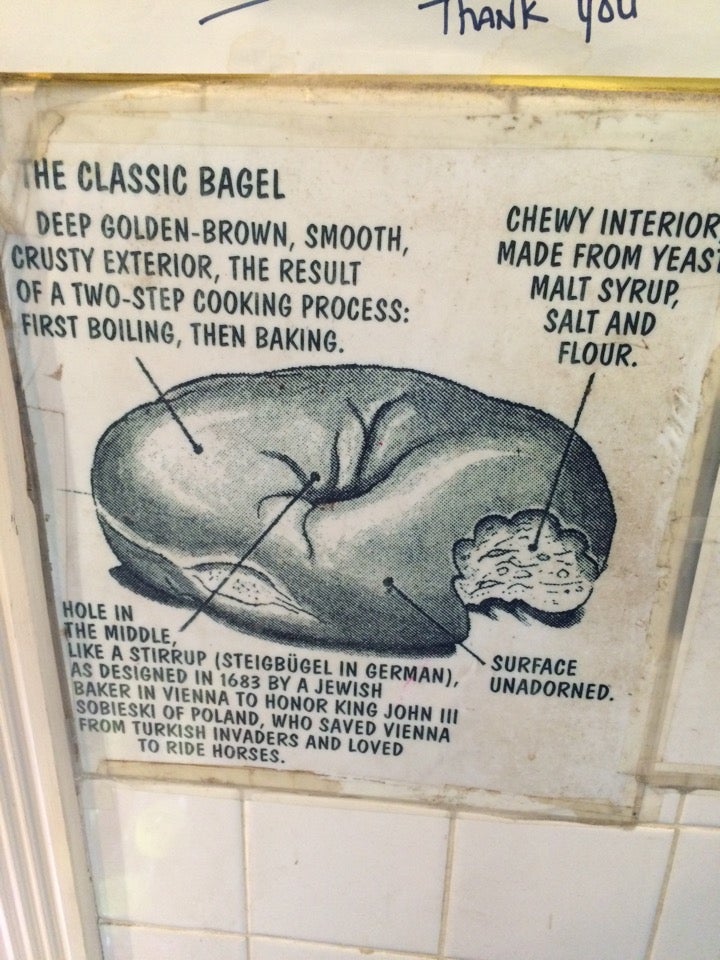 THANK YOU
THE CLASSIC BAGEL
DEEP GOLDEN-BROWN, SMOOTH,
CRUSTY EXTERIOR, THE RESULT
OF A TWO-STEP COOKING PROCESS:
FIRST BOILING, THEN BAKING.
CHEWY INTERIOR,
MADE FROM YEAST
MALT SYRUP,
SALT AND
FLOUR.
HOLE IN
THE MIDDLE,
LIKE A STIRRUP (STEIGBÜGEL IN GERMAN),
AS DESIGNED IN 1683 BY A JEWISH
BAKER IN VIENNA TO HONOR KING JOHN III
SOBIESKI OF POLAND, WHO SAVED VIENNA
FROM TURKISH INVADERS AND LOVED
TO RIDE HORSES.
SURFACE
UNADORNED.